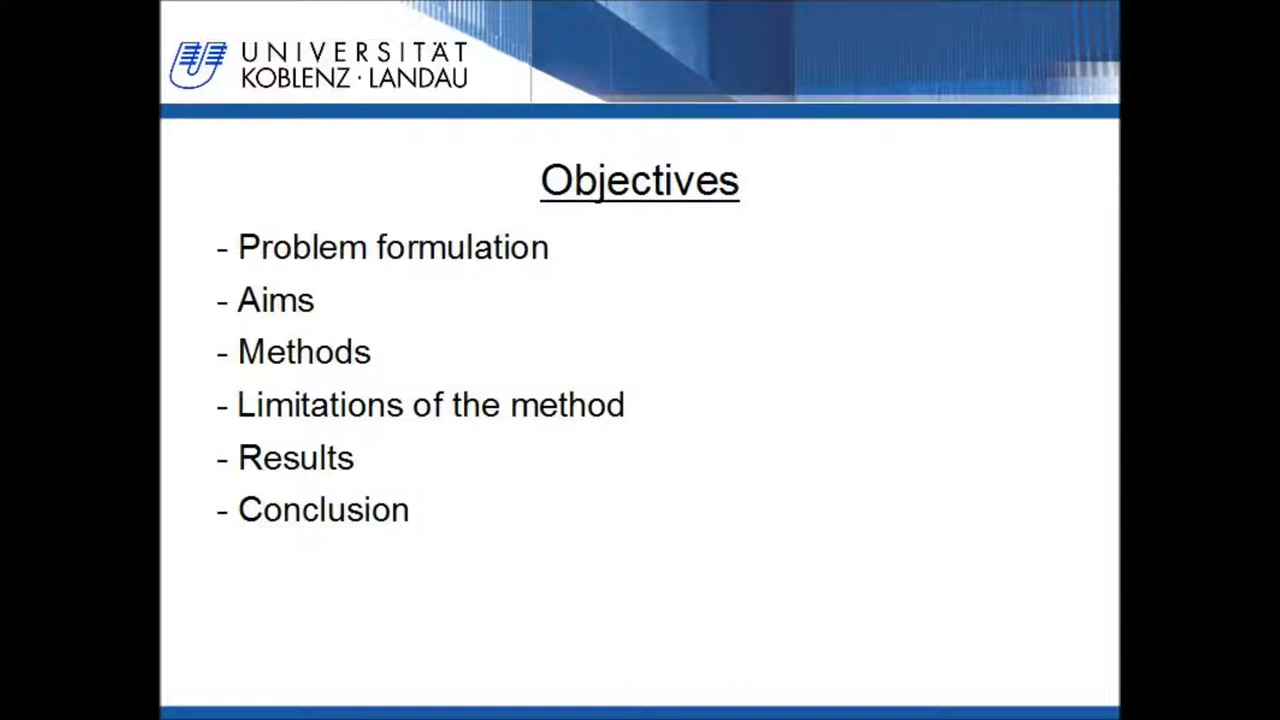 UNIVERSITÄT
KOBLENZ · LANDAU
Objectives
- Problem formulation
- Aims
- Methods
- Limitations of the method
- Results
- Conclusion